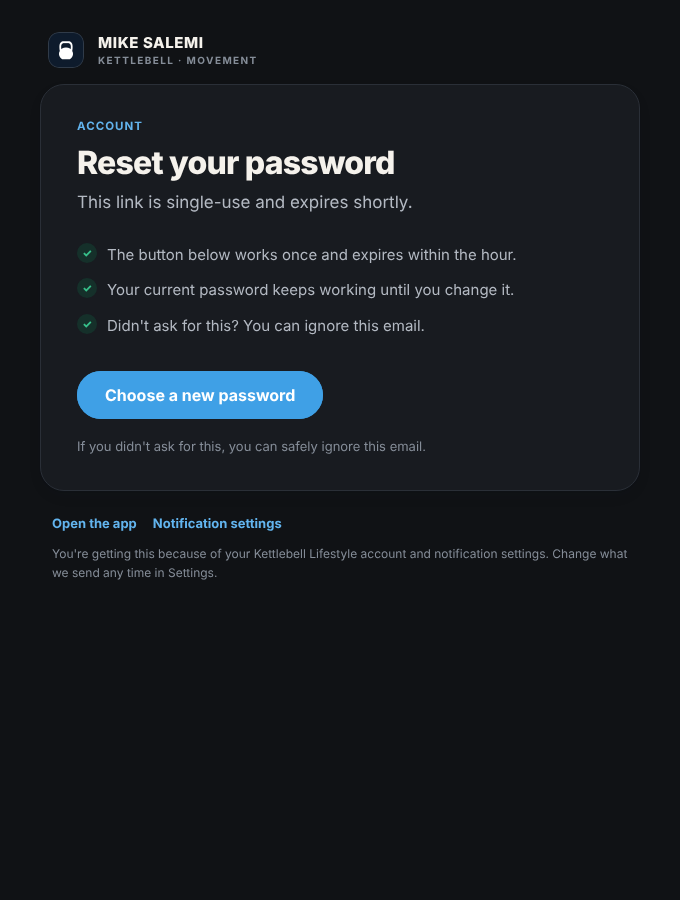 MIKE SALEMI
KETTLEBELL · MOVEMENT
ACCOUNT
Reset your password
This link is single-use and expires shortly.
The button below works once and expires within the hour.
Your current password keeps working until you change it.
Didn't ask for this? You can ignore this email.
Choose a new password
If you didn't ask for this, you can safely ignore this email.
Open the app Notification settings
You're getting this because of your Kettlebell Lifestyle account and notification settings. Change what
we send any time in Settings.